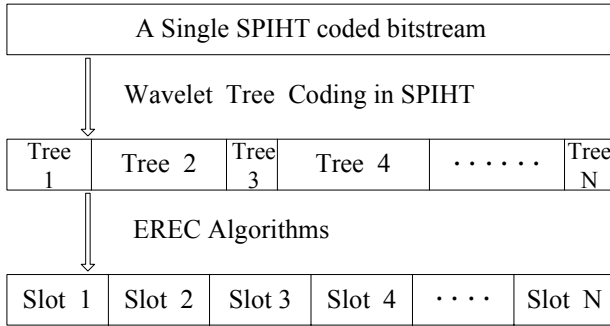 A Single SPIHT coded bitstream
Wavelet Tree Coding in SPIHT
Tree 1 Tree 2 Tree 3 Tree 4 · · · · · · Tree N
EREC Algorithms
Slot 1 Slot 2 Slot 3 Slot 4 · · · · Slot N